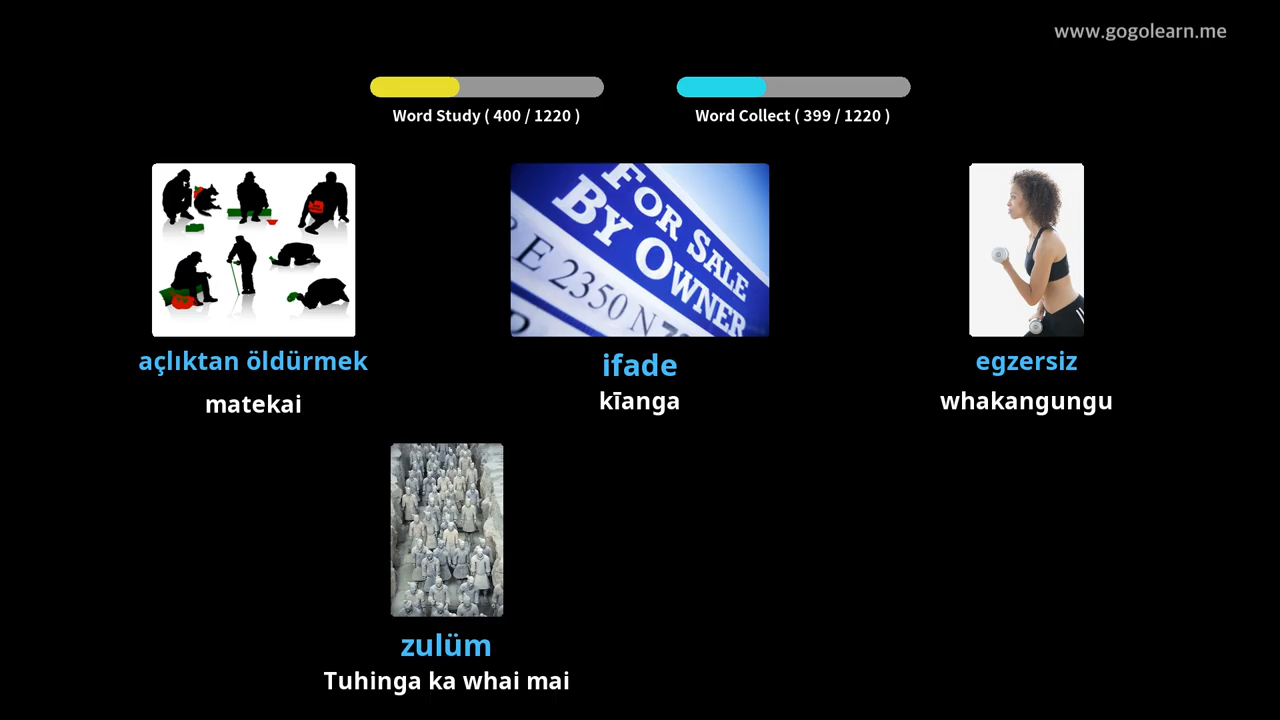 www.gogolearn.me
Word Study ( 400 / 1220 )
Word Collect ( 399 / 1220 )
FOR SALE
BY OWNER
E 2350 N
açlıktan öldürmek
matekai
ifade
kīanga
egzersiz
whakangungu
zulüm
Tuhinga ka whai mai